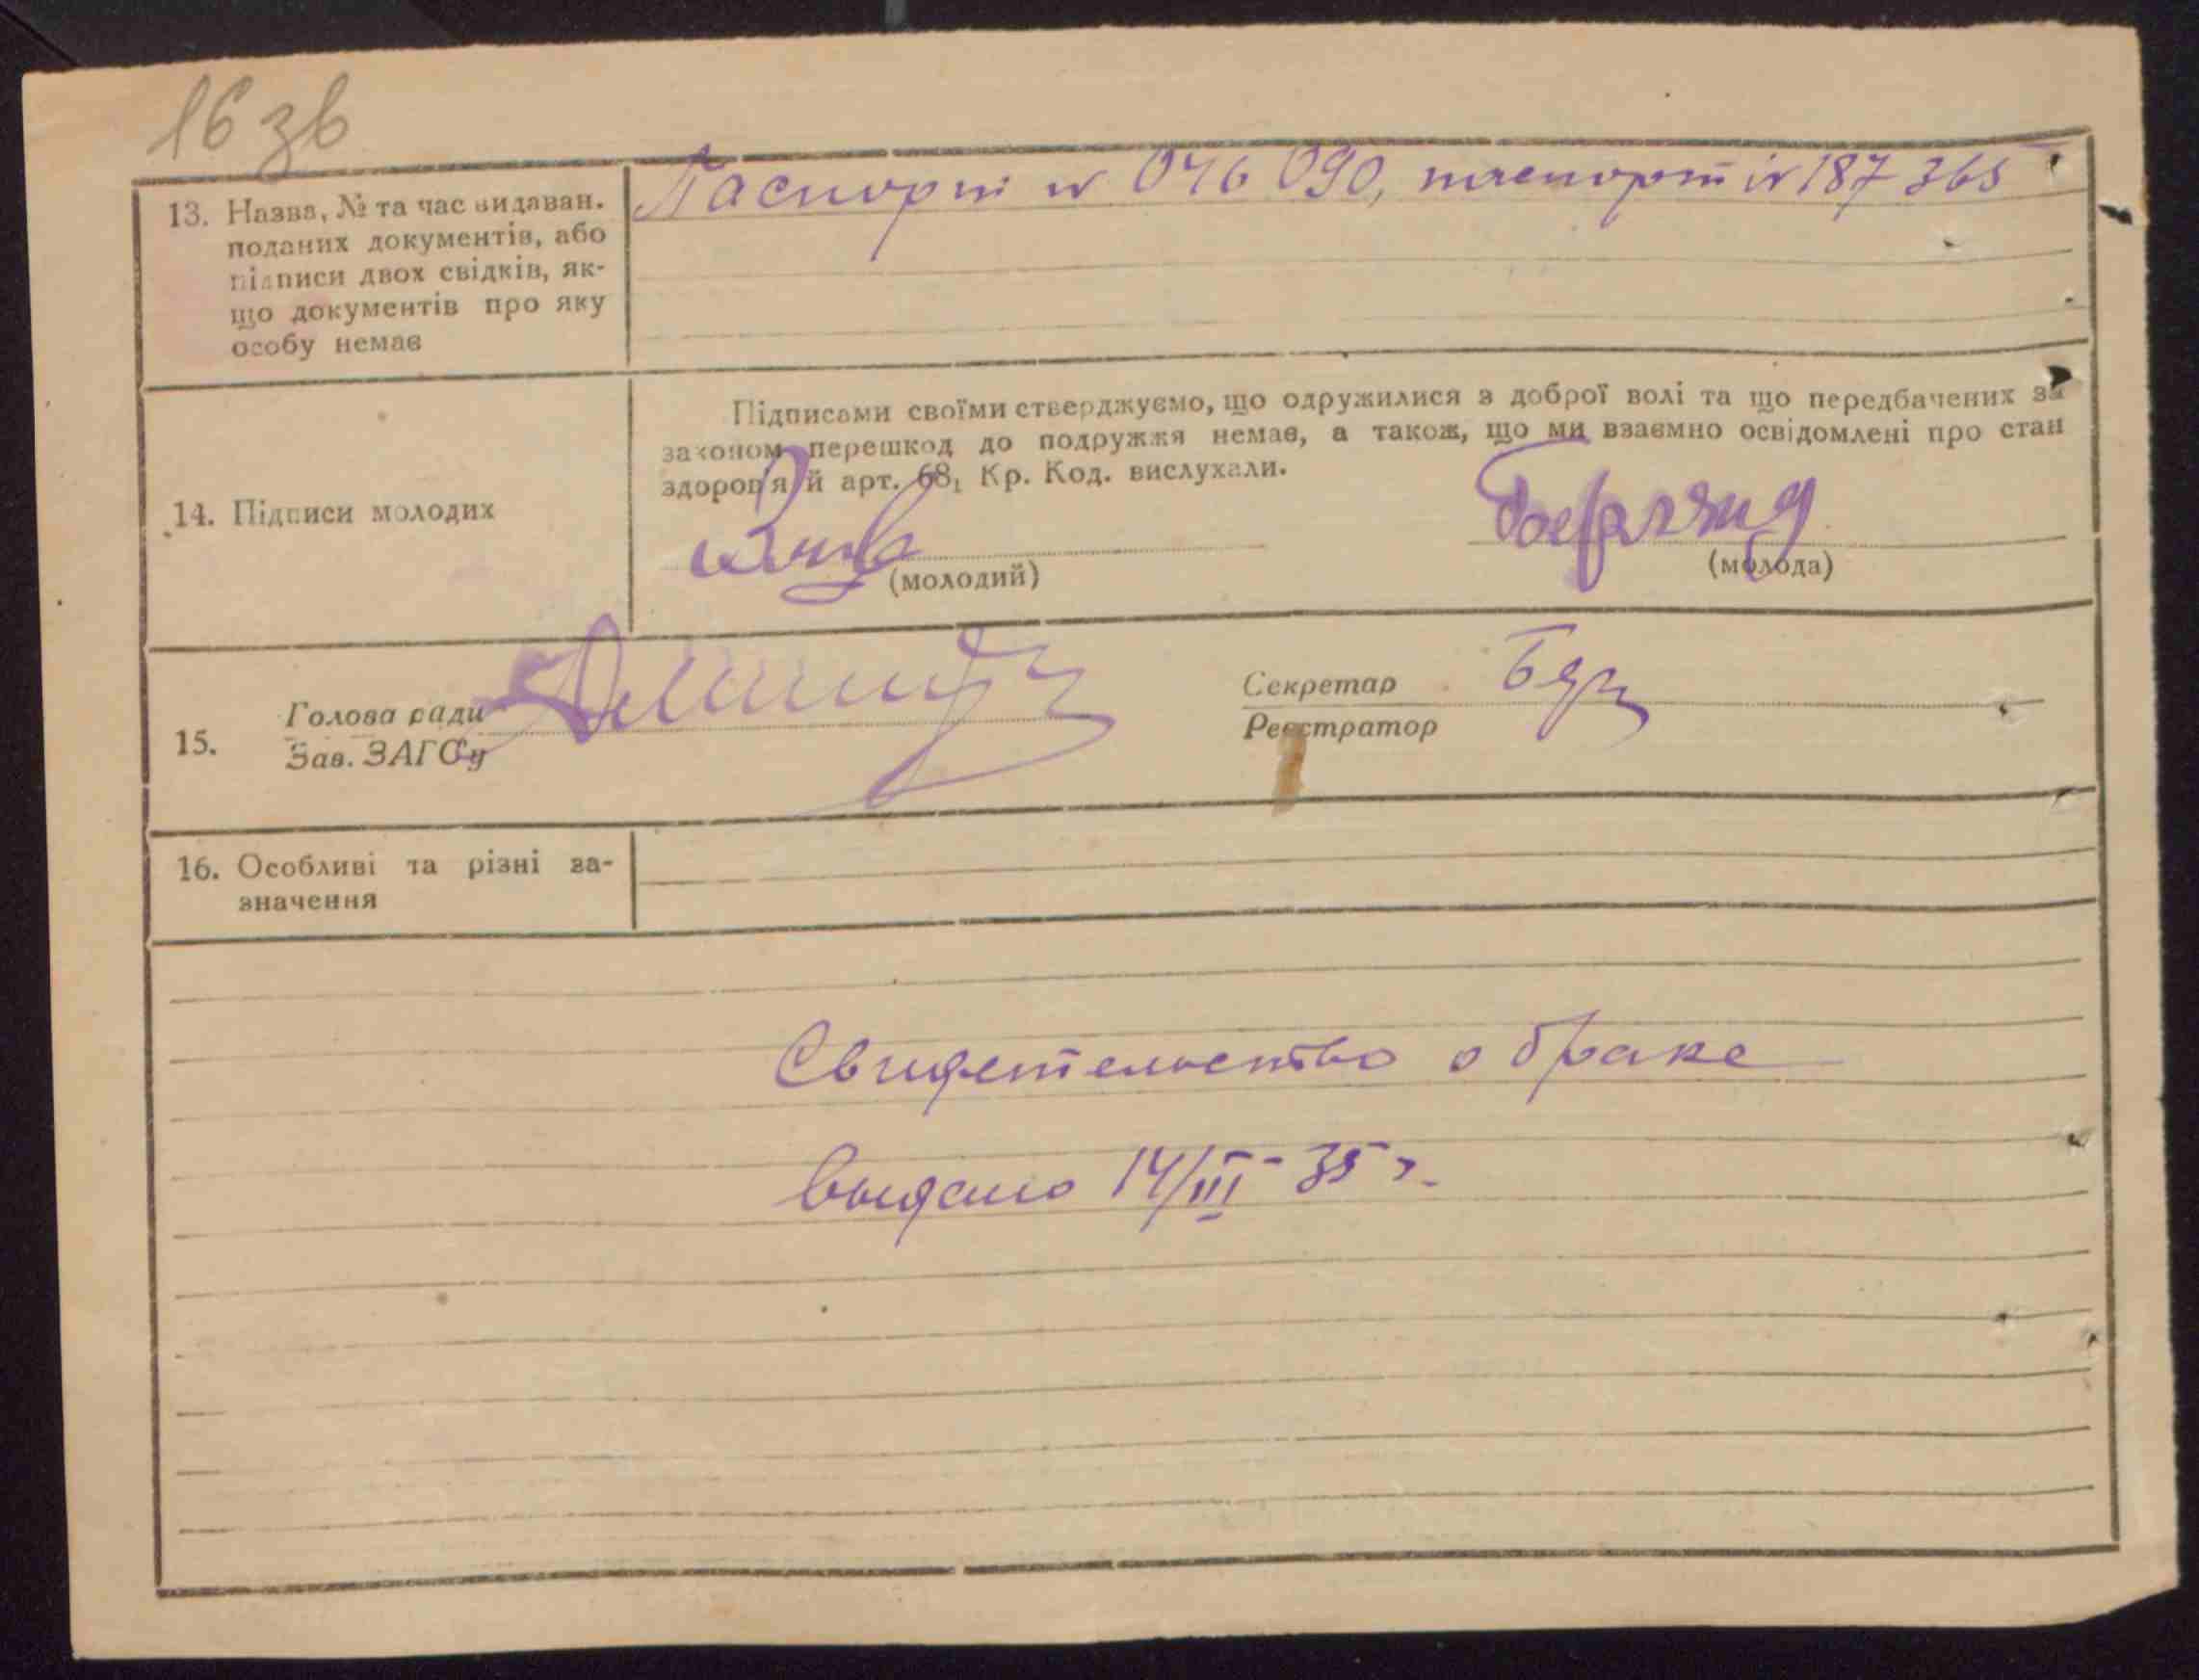 16 зв
13. Назва, № та час видаван.
поданих документів, або
підписи двох свідків, як-
що документів про яку
особу немає
Паспорт № 046 090, паспорт № 187 365
Підписами своїми стверджуємо, що одружилися з доброї волі та що передбачених за
законом перешкод до подружжя немає, а також, що ми взаємно освідомлені про стан
здоров'я й арт. 68₁ Кр. Код. вислухали.
14. Підписи молодих
(молодий)
(молода)
15.
Голова ради
Зав. ЗАГСу
Секретар
Реєстратор
16. Особливі та різні за-
значення
Свидетельство о браке
выдано 14/III - 35 г.